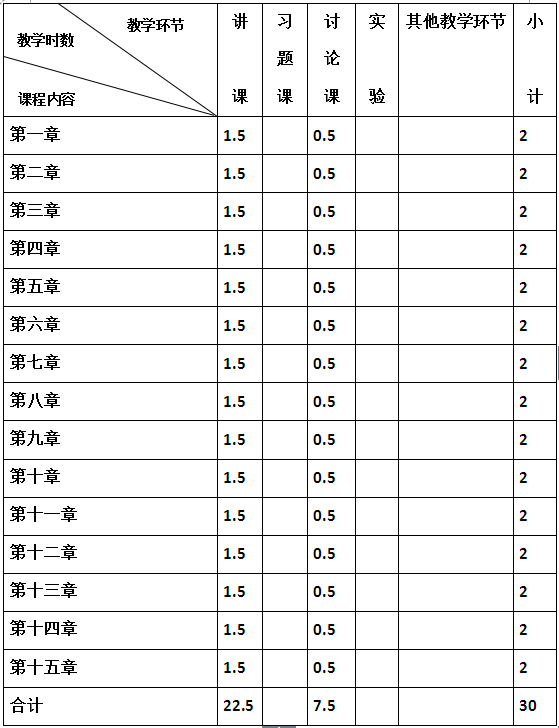 教学环节
教学时数
课程内容
讲课 习题课 讨论课 实验 其他教学环节 小计
第一章 1.5 0.5 2
第二章 1.5 0.5 2
第三章 1.5 0.5 2
第四章 1.5 0.5 2
第五章 1.5 0.5 2
第六章 1.5 0.5 2
第七章 1.5 0.5 2
第八章 1.5 0.5 2
第九章 1.5 0.5 2
第十章 1.5 0.5 2
第十一章 1.5 0.5 2
第十二章 1.5 0.5 2
第十三章 1.5 0.5 2
第十四章 1.5 0.5 2
第十五章 1.5 0.5 2
合计 22.5 7.5 30